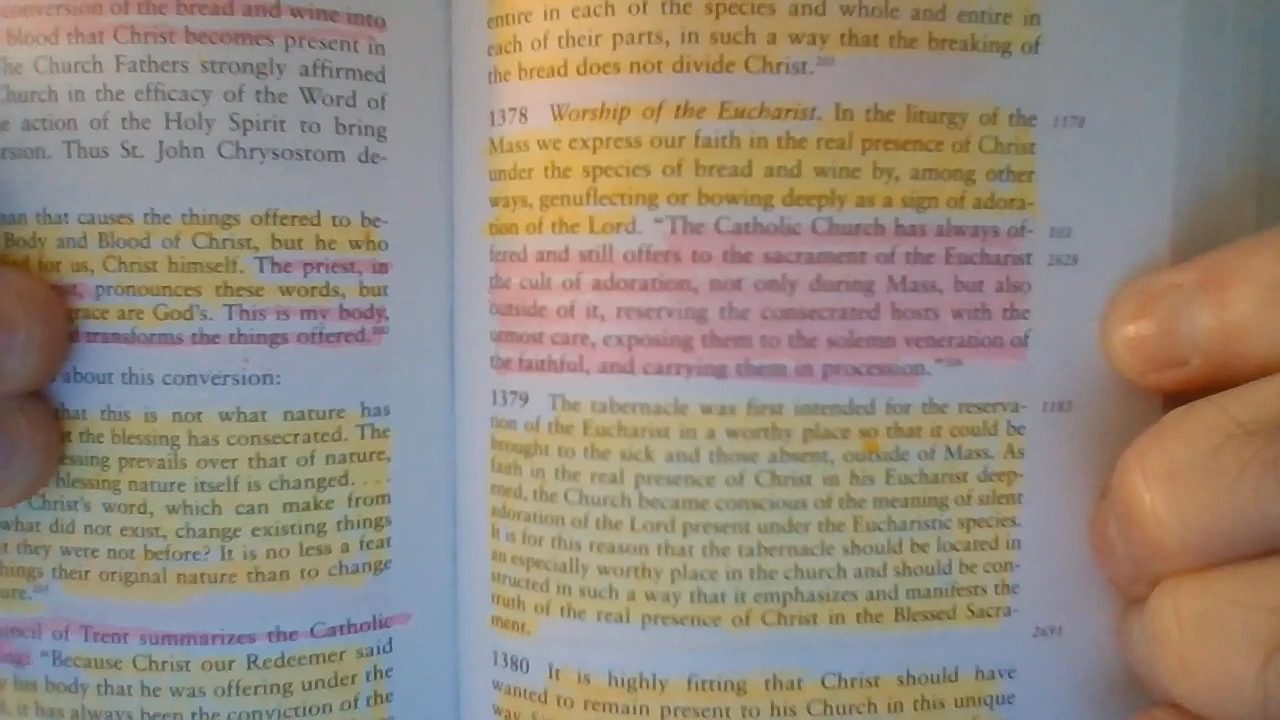 conversion of the bread and wine into
blood that Christ becomes present in
he Church Fathers strongly affirmed
hurch in the efficacy of the Word of
e action of the Holy Spirit to bring
rsion. Thus St. John Chrysostom de-
an that causes the things offered to be-
Body and Blood of Christ, but he who
for us, Christ himself. The priest, in
pronounces these words, but
grace are God's. This is my body,
transforms the things offered."
about this conversion:
that this is not what nature has
the blessing has consecrated. The
essing prevails over that of nature,
blessing nature itself is changed. . . .
Christ's word, which can make from
what did not exist, change existing things
t they were not before? It is no less a feat
hings their original nature than to change
ure.
uncil of Trent summarizes the Catholic
"Because Christ our Redeemer said
his body that he was offering under the
it has always been the conviction of the
entire in each of the species and whole and entire in
each of their parts, in such a way that the breaking of
the bread does not divide Christ.
1378 Worship of the Eucharist. In the liturgy of the 1178
Mass we express our faith in the real presence of Christ
under the species of bread and wine by, among other
ways, genuflecting or bowing deeply as a sign of adora-
tion of the Lord. "The Catholic Church has always of-
fered and still offers to the sacrament of the Eucharist 2628
the cult of adoration, not only during Mass, but also
outside of it, reserving the consecrated hosts with the
utmost care, exposing them to the solemn veneration of
the faithful, and carrying them in procession."
1379 The tabernacle was first intended for the reserva- 1183
tion of the Eucharist in a worthy place so that it could be
brought to the sick and those absent, outside of Mass. As
faith in the real presence of Christ in his Eucharist deep-
ened, the Church became conscious of the meaning of silent
adoration of the Lord present under the Eucharistic species.
It is for this reason that the tabernacle should be located in
an especially worthy place in the church and should be con-
structed in such a way that it emphasizes and manifests the
truth of the real presence of Christ in the Blessed Sacra-
ment.
2691
1380 It is highly fitting that Christ should have
wanted to remain present to his Church in this unique
way.